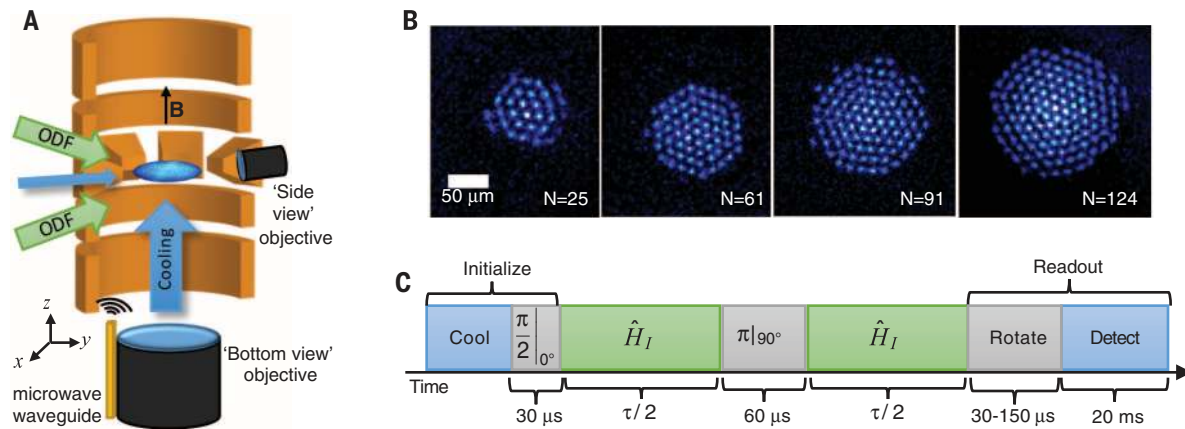 A
B
ODF
ODF
Cooling
'Side
view'
objective
z
y
x
microwave
waveguide
'Bottom view'
objective
B
50 μm
N=25
N=61
N=91
N=124
C
Initialize
Readout
Cool
π/2|0°
Ĥ_I
π|90°
Ĥ_I
Rotate
Detect
Time
30 μs
τ/2
60 μs
τ/2
30-150 μs
20 ms